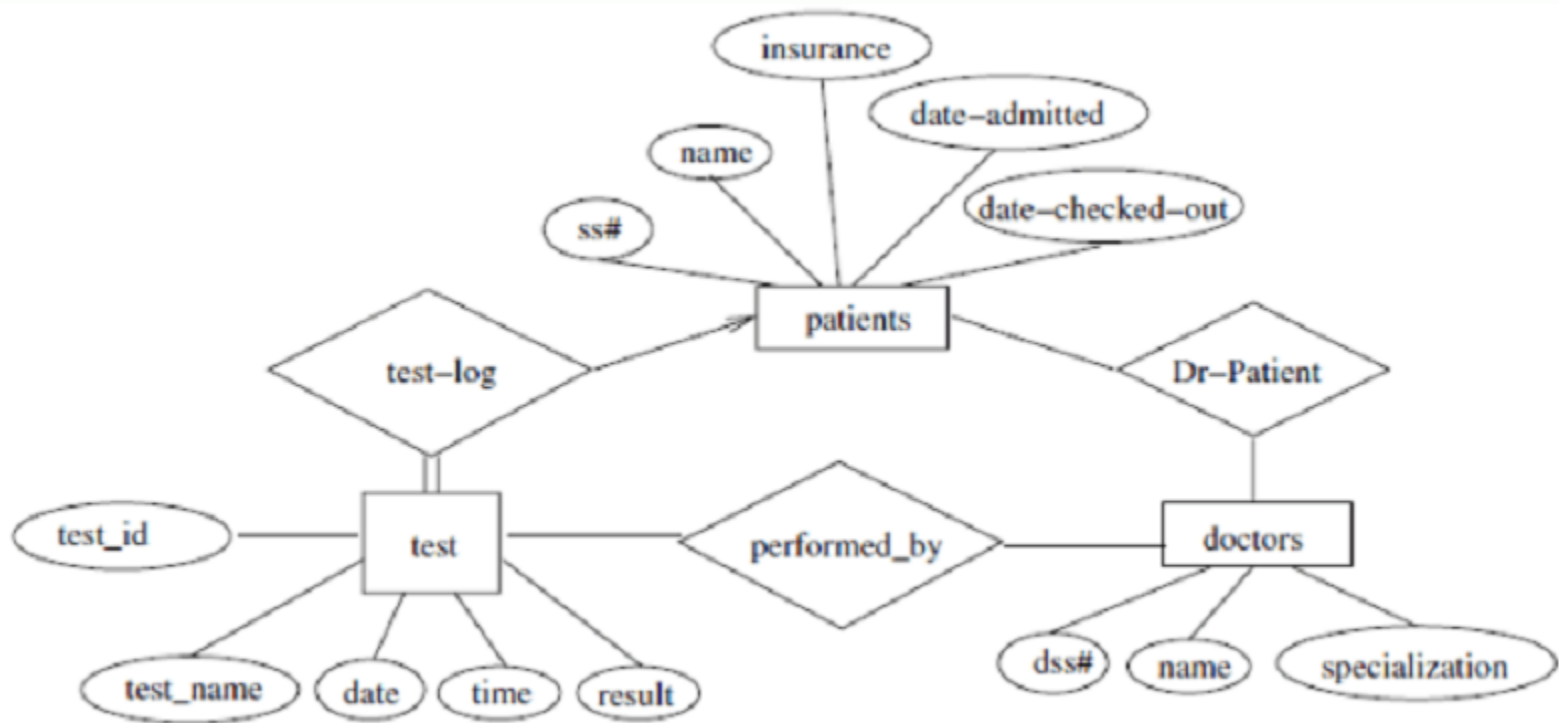 insurance
date-admitted
name
date-checked-out
ss#
patients
test-log
Dr-Patient
test_id
test
performed_by
doctors
test_name
date
time
result
dss#
name
specialization